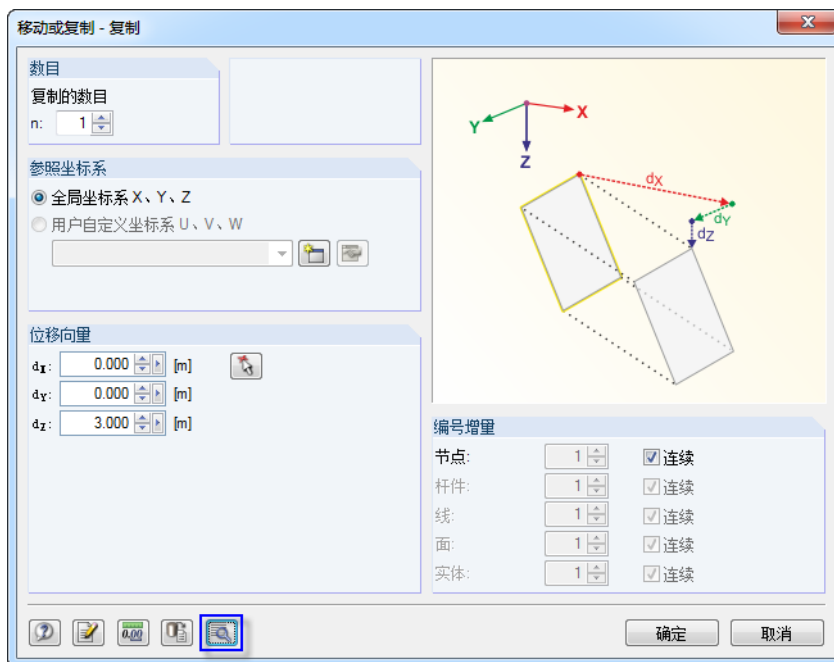 移动或复制 - 复制
数目
复制的数目
n: 1
参照坐标系
全局坐标系 X、Y、Z
用户自定义坐标系 U、V、W
位移向量
dX: 0.000 [m]
dY: 0.000 [m]
dZ: 3.000 [m]
X
Y
Z
dX
dY
dZ
编号增量
节点: 1 连续
杆件: 1 连续
线: 1 连续
面: 1 连续
实体: 1 连续
0.00
确定
取消